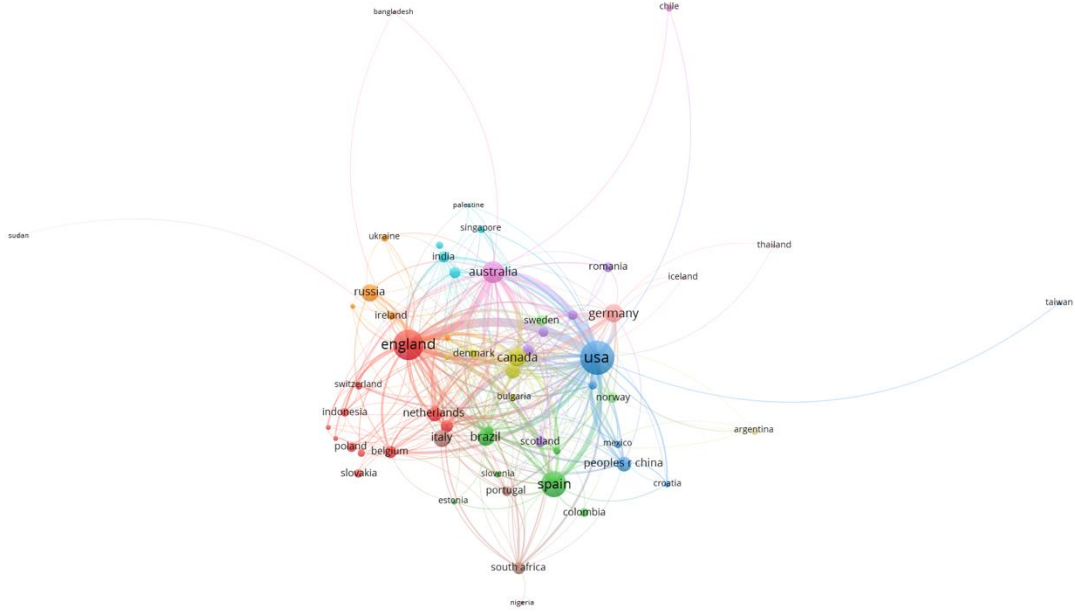 chile
bangladesh
palestine
singapore
sudan
ukraine
thailand
india
romania
australia
iceland
russia
taiwan
ireland
germany
sweden
england
denmark
canada
usa
switzerland
bulgaria
norway
indonesia
netherlands
argentina
italy
brazil
scotland
mexico
poland
belgium
peoples r china
slovakia
slovenia
spain
croatia
portugal
estonia
colombia
south africa
nigeria